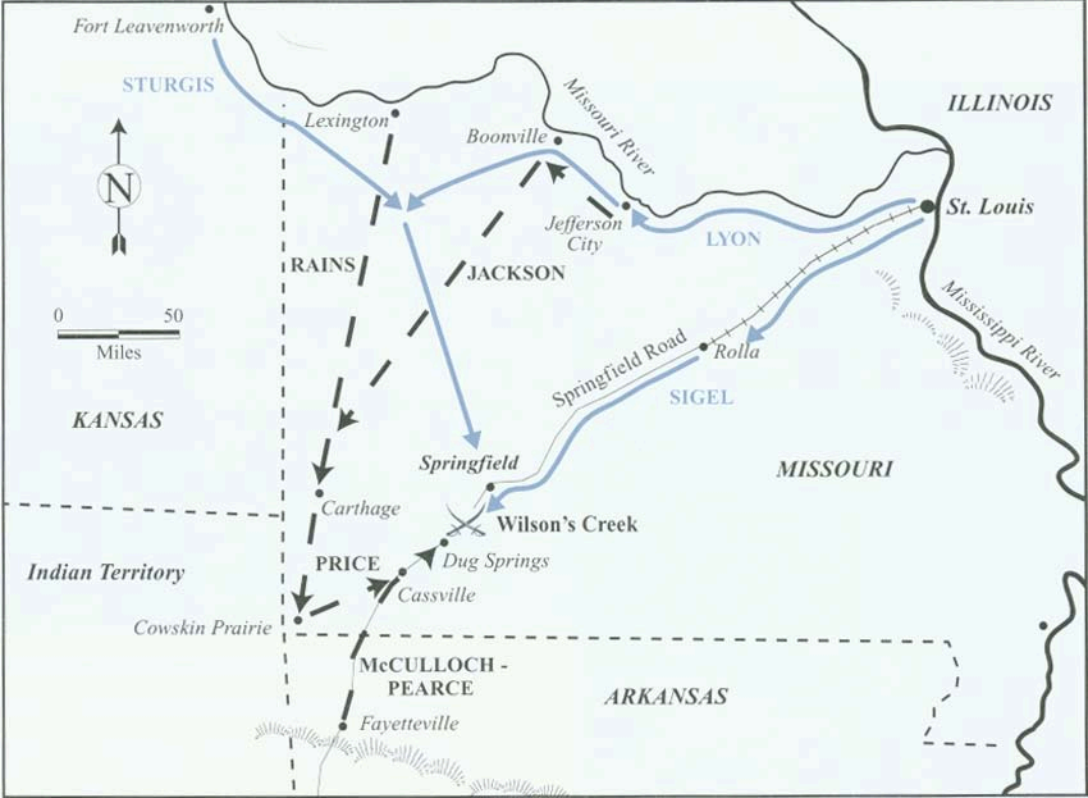 Fort Leavenworth
STURGIS
ILLINOIS
Lexington
Boonville
Missouri River
N
St. Louis
Jefferson
City
LYON
RAINS
JACKSON
0 50
Miles
Mississippi River
Springfield Road
Rolla
SIGEL
KANSAS
Springfield
MISSOURI
Carthage
Wilson's Creek
Dug Springs
PRICE
Indian Territory
Cassville
Cowskin Prairie
McCULLOCH -
PEARCE
ARKANSAS
Fayetteville